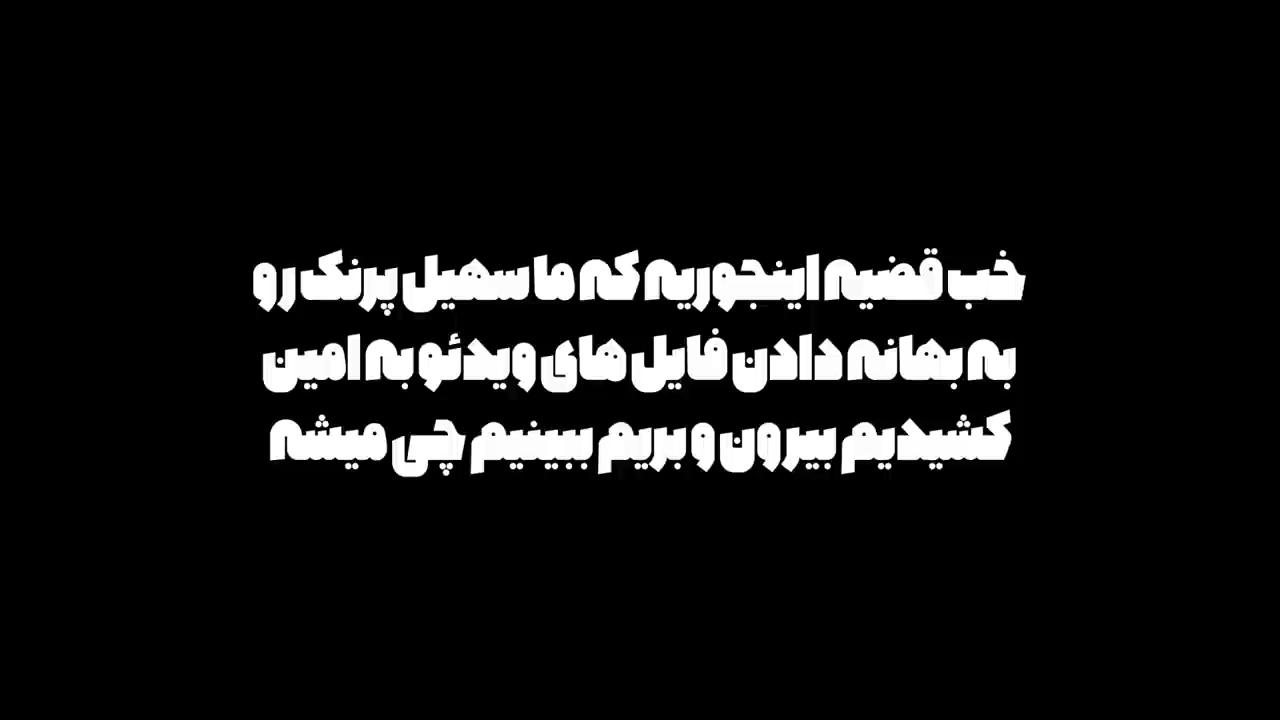 خب قضیه اینجوریه که ما سهیل پرنک رو
به بهانه دادن فایل های ویدئو به امین
کشیدیم بیرون و بریم ببینیم چی میشه